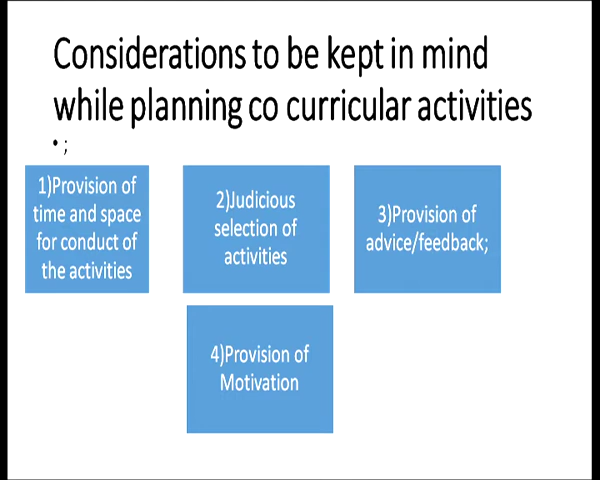 Considerations to be kept in mind
while planning co curricular activities
• ;
1)Provision of
time and space
for conduct of
the activities
2)Judicious
selection of
activities
3)Provision of
advice/feedback;
4)Provision of
Motivation